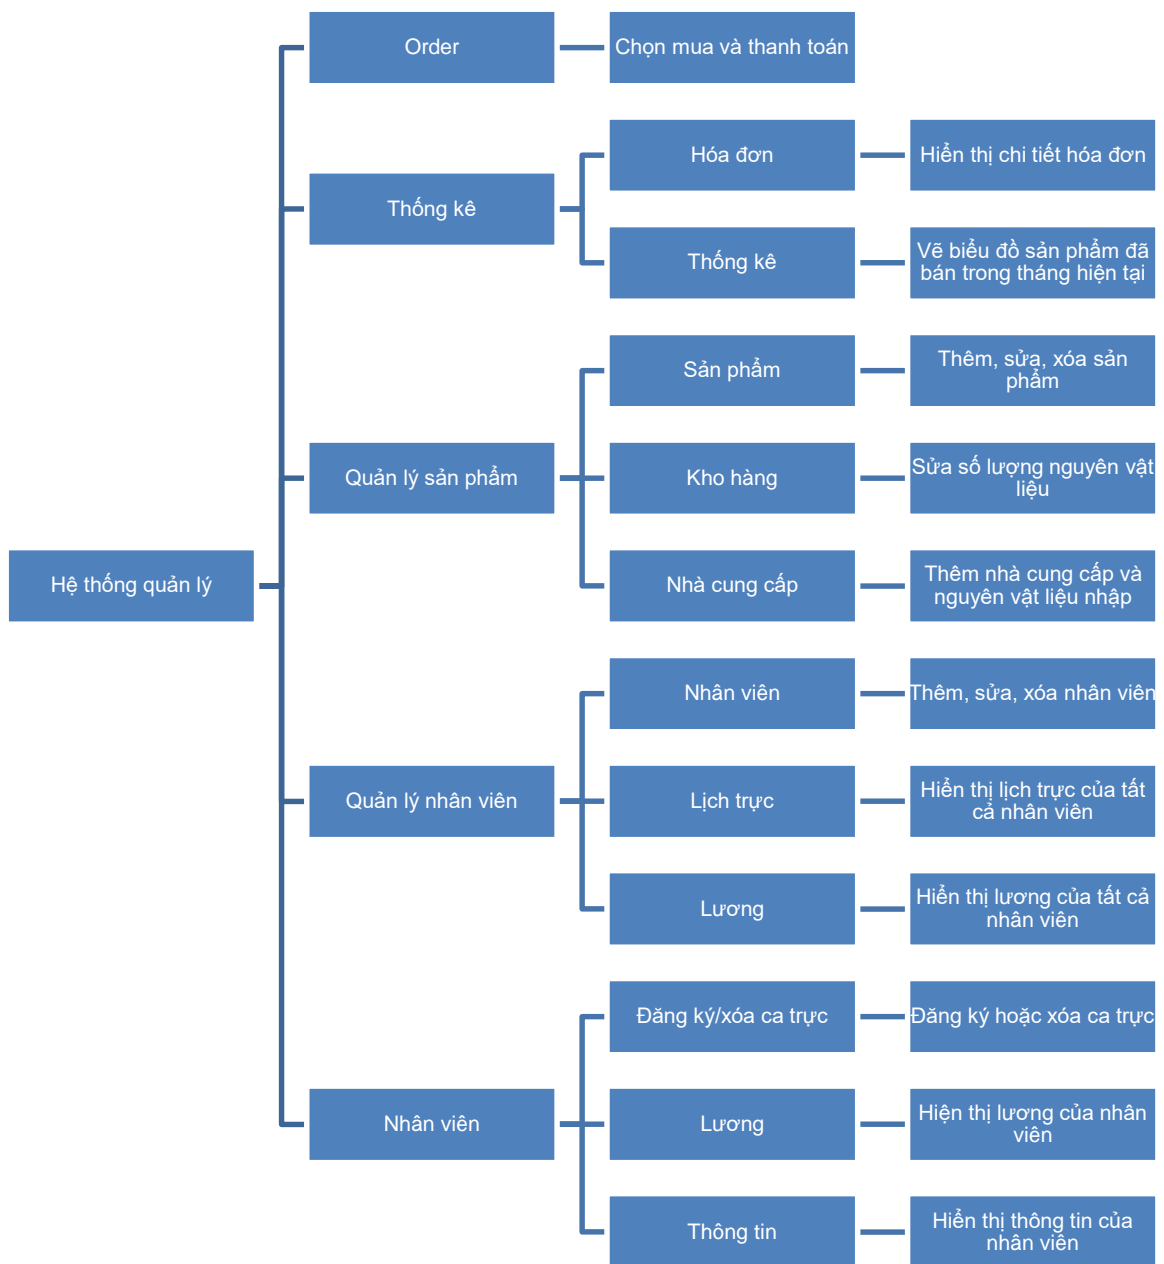 Order
Chọn mua và thanh toán
Hóa đơn
Hiển thị chi tiết hóa đơn
Thống kê
Thống kê
Vẽ biểu đồ sản phẩm đã
bán trong tháng hiện tại
Sản phẩm
Thêm, sửa, xóa sản
phẩm
Quản lý sản phẩm
Kho hàng
Sửa số lượng nguyên vật
liệu
Hệ thống quản lý
Nhà cung cấp
Thêm nhà cung cấp và
nguyên vật liệu nhập
Nhân viên
Thêm, sửa, xóa nhân viên
Quản lý nhân viên
Lịch trực
Hiển thị lịch trực của tất
cả nhân viên
Lương
Hiển thị lương của tất cả
nhân viên
Đăng ký/xóa ca trực
Đăng ký hoặc xóa ca trực
Nhân viên
Lương
Hiện thị lương của nhân
viên
Thông tin
Hiển thị thông tin của
nhân viên